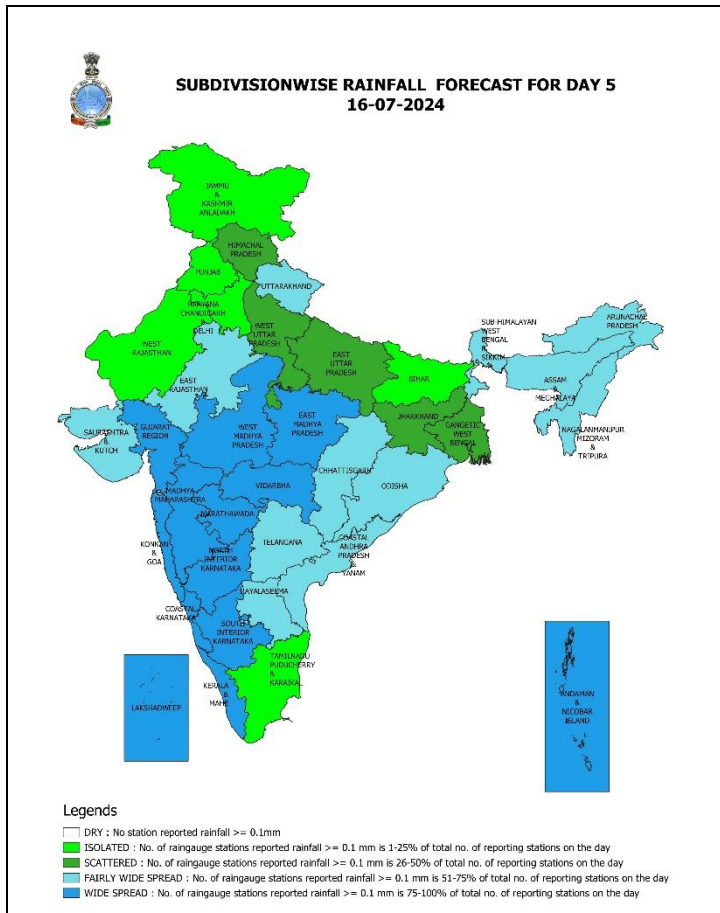 SUBDIVISIONWISE RAINFALL FORECAST FOR DAY 5
16-07-2024
JAMMU
&
KASHMIR
ANLADAKH
HIMACHAL
PRADESH
PUNJAB
UTTARAKHAND
HARYANA
CHANDIGARH
&
DELHI
WEST
RAJASTHAN
WEST
UTTAR
PRADESH
EAST
UTTAR
PRADESH
EAST
RAJASTHAN
BIHAR
SUB-HIMALAYAN
WEST
BENGAL
&
SIKKIM
ARUNACHAL
PRADESH
ASSAM
&
MEGHALAYA
NAGALANMANIPUR
MIZORAM
&
TRIPURA
JHARKHAND
GANGETIC
WEST
BENGAL
SAURASHTRA
&
KUTCH
GUJARAT
REGION
WEST
MADHYA
PRADESH
EAST
MADHYA
PRADESH
CHHATTISGARH
ODISHA
VIDARBHA
MADHYA
MAHARASHTRA
MARATHAWADA
KONKAN
&
GOA
NORTH
INTERIOR
KARNATAKA
TELANGANA
COASTAL
ANDHRA
PRADESH
&
YANAM
RAYALASEEMA
COASTAL
KARNATAKA
SOUTH
INTERIOR
KARNATAKA
TAMILNADU
PUDUCHERRY
&
KARAIKAL
KERALA
&
MAHE
LAKSHADWEEP
ANDAMAN
&
NICOBAR
ISLAND
Legends
DRY : No station reported rainfall >= 0.1mm
ISOLATED : No. of raingauge stations reported rainfall >= 0.1 mm is 1-25% of total no. of reporting stations on the day
SCATTERED : No. of raingauge stations reported rainfall >= 0.1 mm is 26-50% of total no. of reporting stations on the day
FAIRLY WIDE SPREAD : No. of raingauge stations reported rainfall >= 0.1 mm is 51-75% of total no. of reporting stations on the day
WIDE SPREAD : No. of raingauge stations reported rainfall >= 0.1 mm is 75-100% of total no. of reporting stations on the day